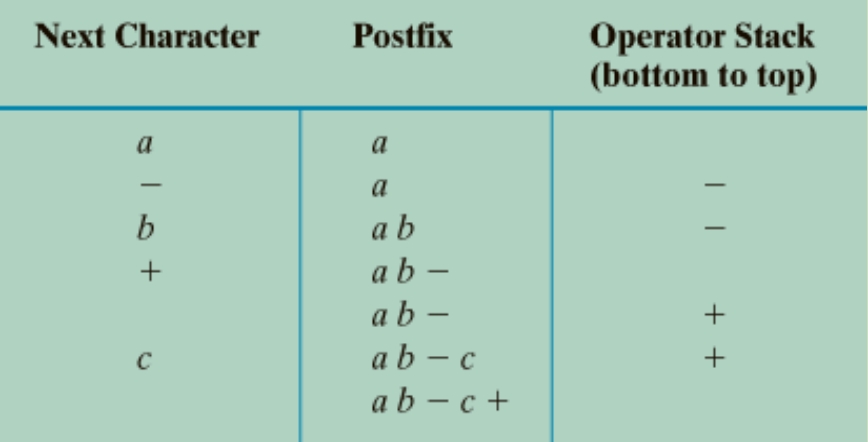 Next Character Postfix Operator Stack
(bottom to top)
a a
– a –
b a b –
+ a b –
a b – +
c a b – c +
a b – c +